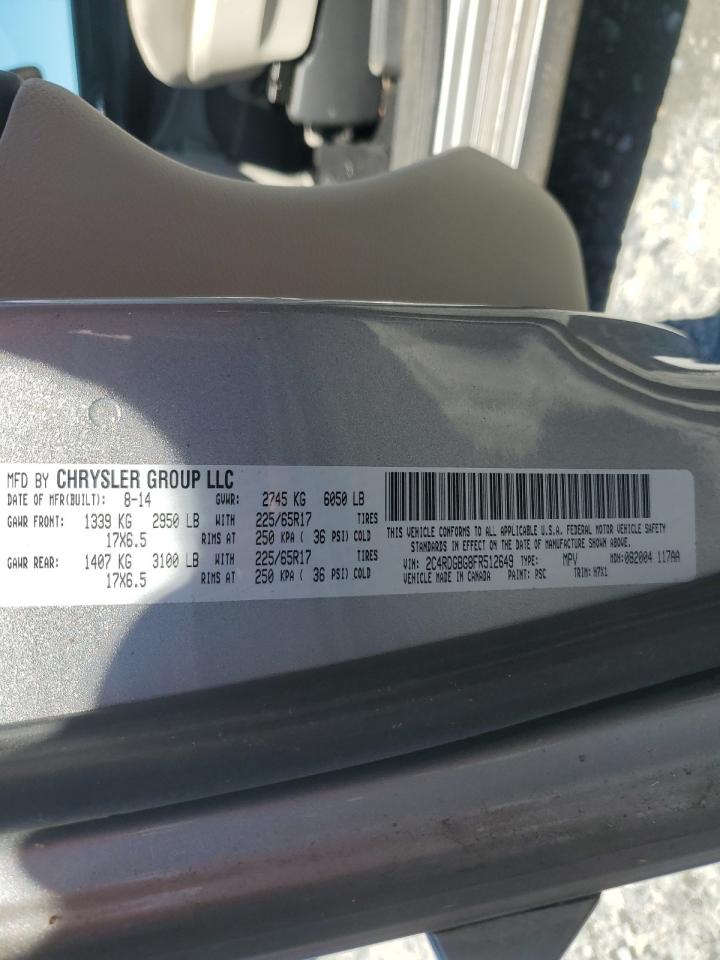 MFD BY CHRYSLER GROUP LLC
DATE OF MFR(BUILT): 8-14 GVWR: 2745 KG 6050 LB
GAWR FRONT: 1339 KG 2950 LB WITH 225/65R17 TIRES
17X6.5 RIMS AT 250 KPA ( 36 PSI) COLD
GAWR REAR: 1407 KG 3100 LB WITH 225/65R17 TIRES
17X6.5 RIMS AT 250 KPA ( 36 PSI) COLD
THIS VEHICLE CONFORMS TO ALL APPLICABLE U.S.A. FEDERAL MOTOR VEHICLE SAFETY
STANDARDS IN EFFECT ON THE DATE OF MANUFACTURE SHOWN ABOVE.
VIN: 2C4RDGBG8FR512649 TYPE: MPV MDH: 082004 117AA
VEHICLE MADE IN CANADA PAINT: PSC TRIM: H7X1